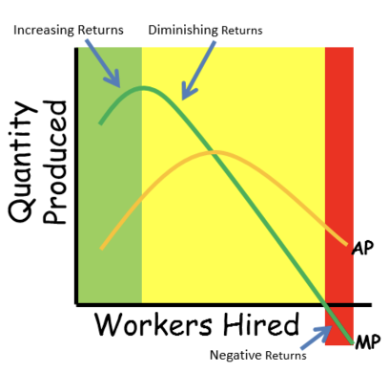 Increasing Returns
Diminishing Returns
Quantity
Produced
AP
Workers Hired
MP
Negative Returns